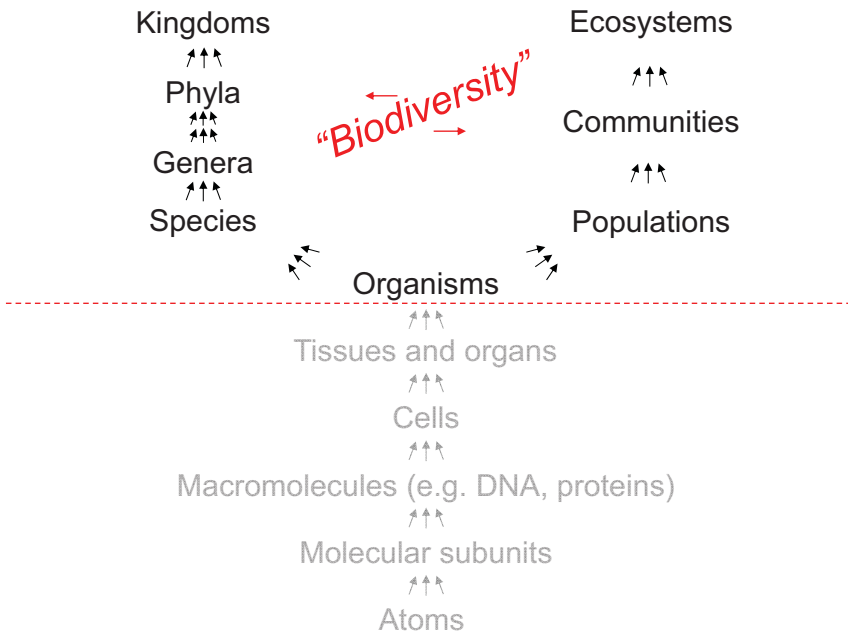 Kingdoms
Ecosystems
Phyla
“Biodiversity”
Communities
Genera
Species
Populations
Organisms
Tissues and organs
Cells
Macromolecules (e.g. DNA, proteins)
Molecular subunits
Atoms